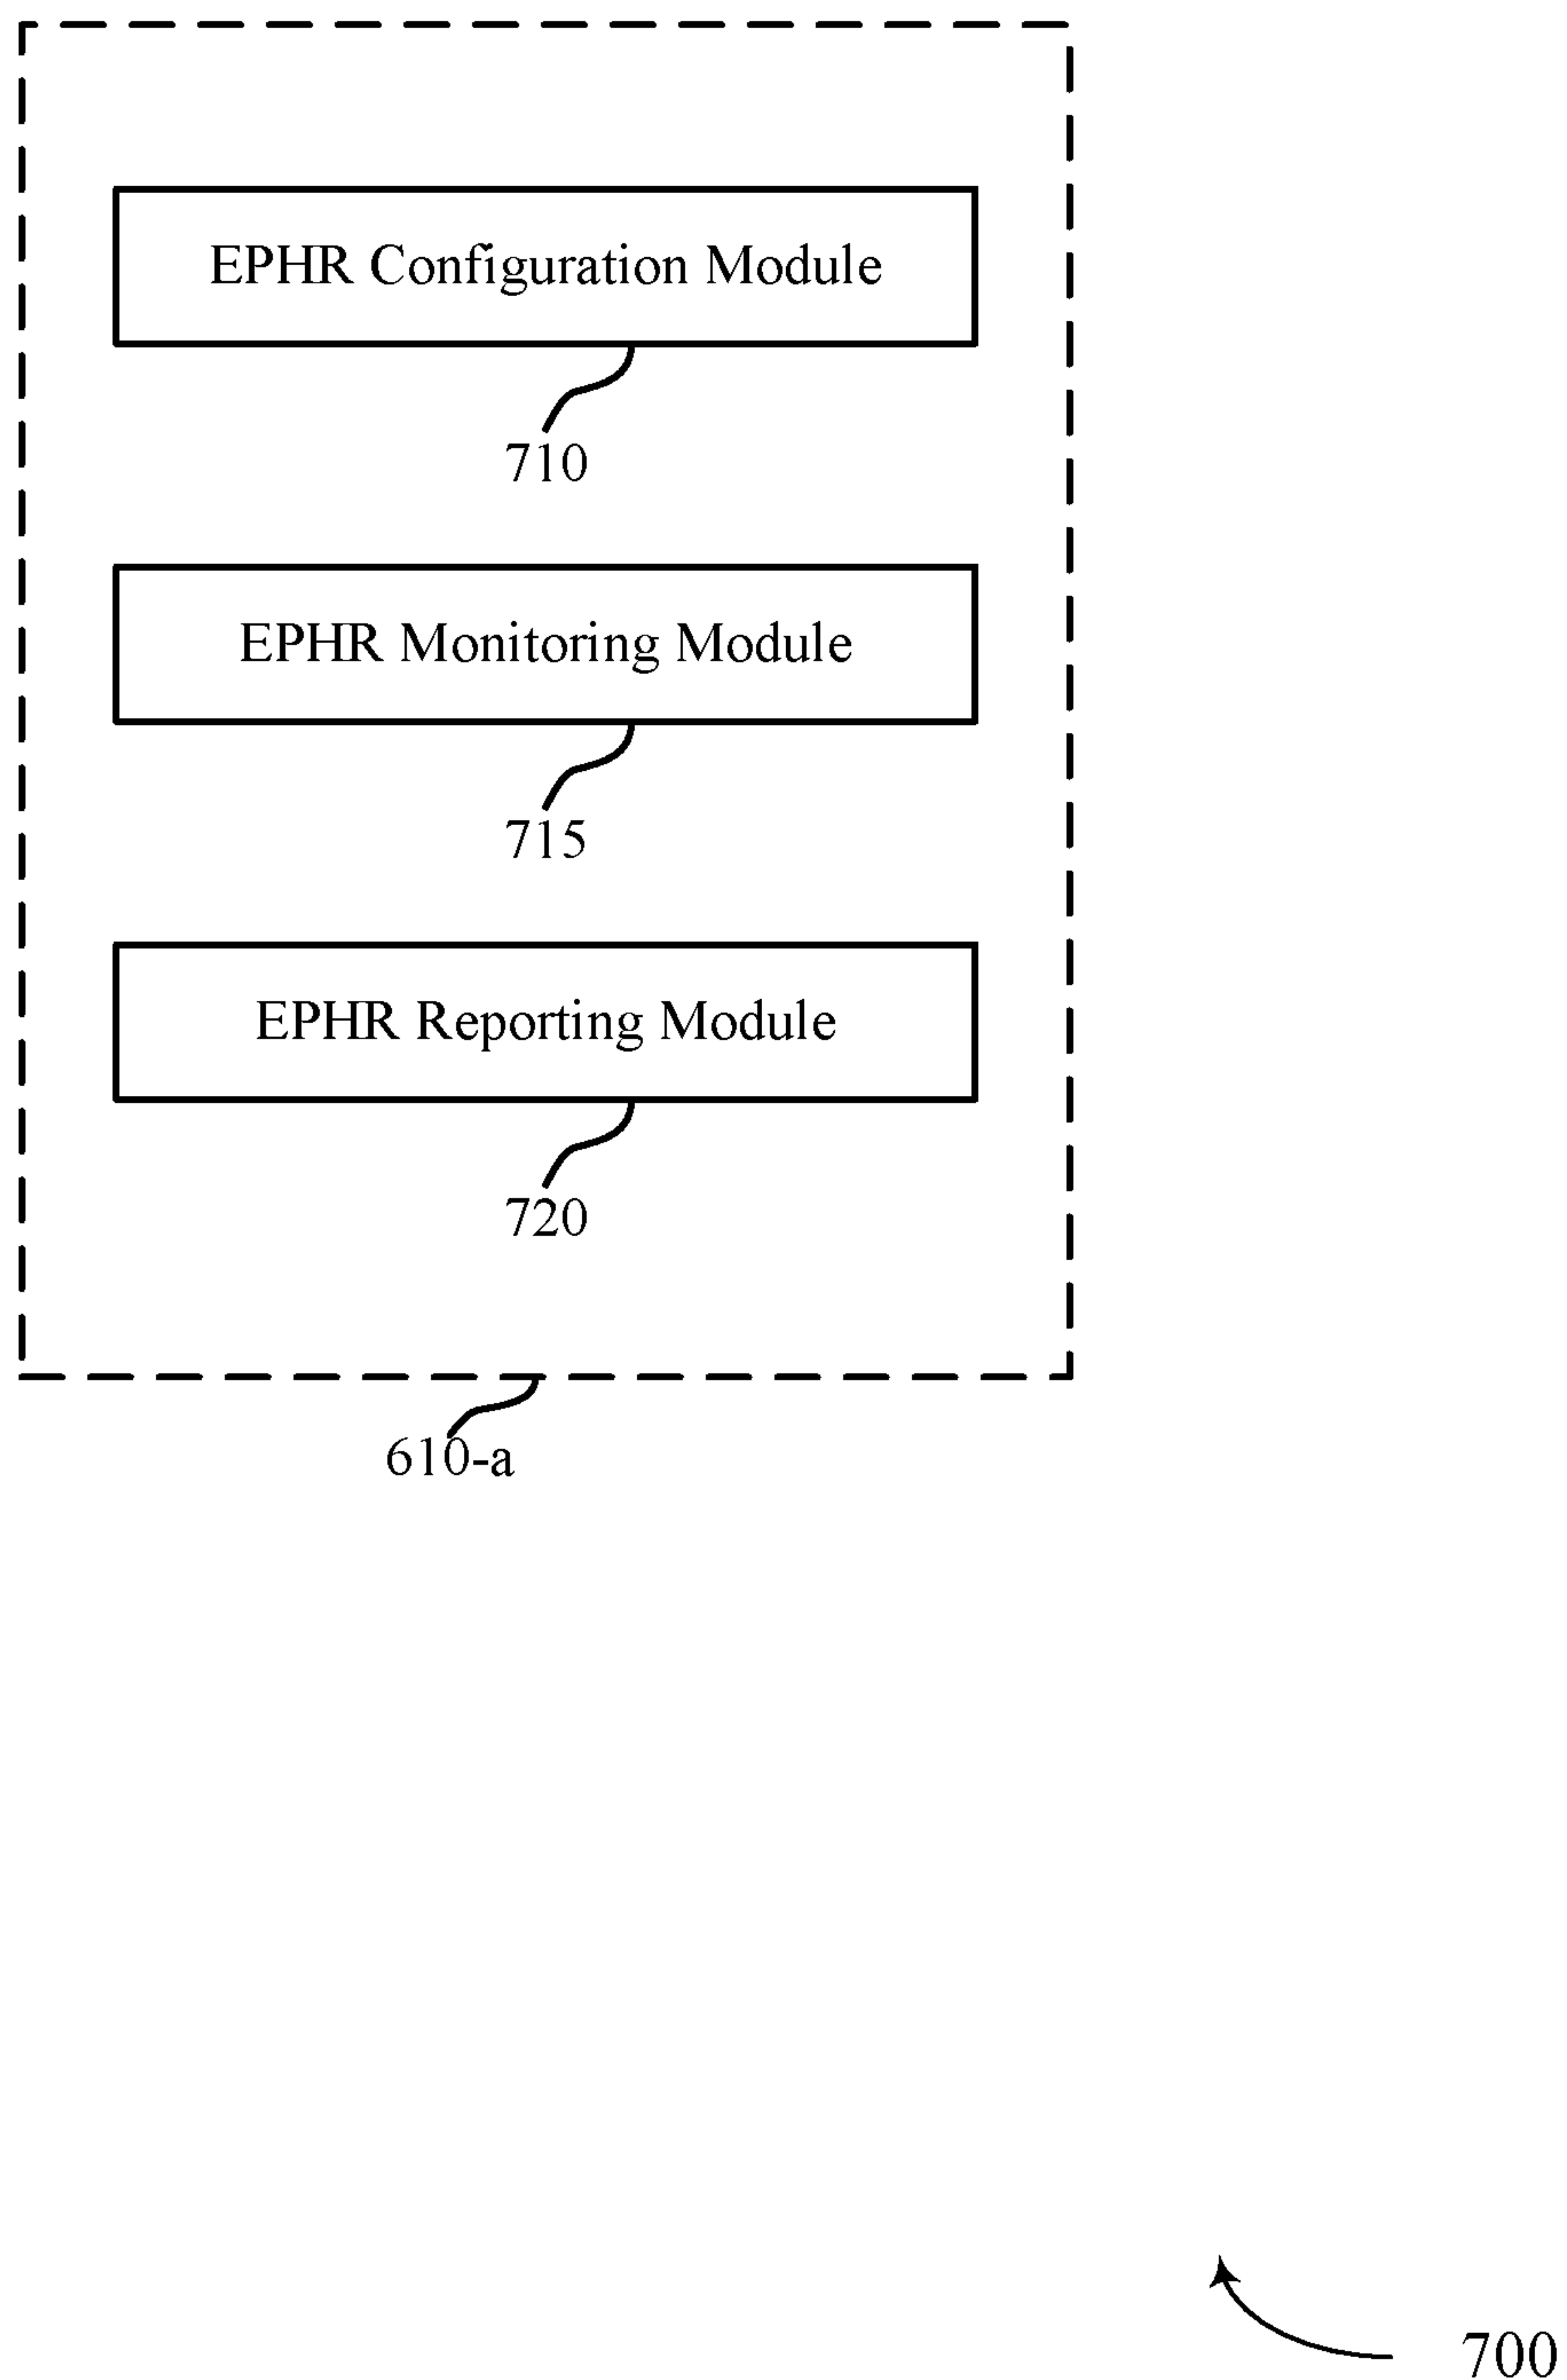 EPHR Configuration Module
710
EPHR Monitoring Module
715
EPHR Reporting Module
720
610-a
700